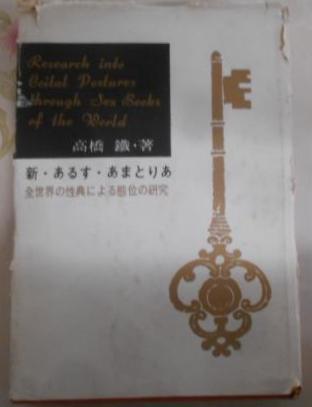 Research into
Coital Postures
through Sex Books
of the World
高橋 鐵・著
新・あるす・あまとりあ
全世界の性典による態位の研究